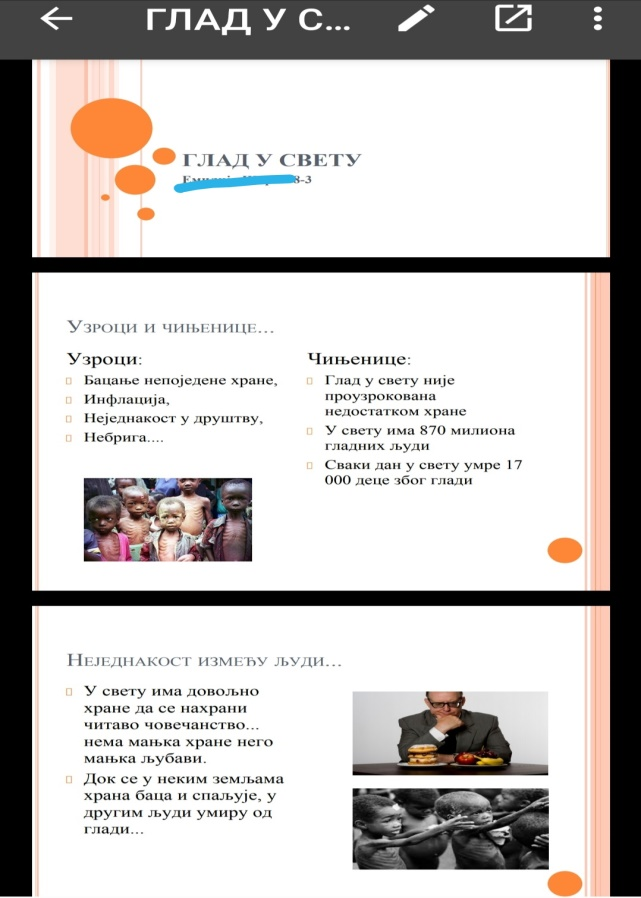 ГЛАД У С...
ГЛАД У СВЕТУ
8-3
Узроци и чињенице...
Узроци:
Бацање непоједене хране,
Инфлација,
Неједнакост у друштву,
Небрига....
Чињенице:
Глад у свету није
проузрокована
недостатком хране
У свету има 870 милиона
гладних људи
Сваки дан у свету умре 17
000 деце због глади
Неједнакост између људи...
У свету има довољно
хране да се нахрани
читаво човечанство...
нема мањка хране него
мањка љубави.
Док се у неким земљама
храна баца и спаљује, у
другим људи умиру од
глади...